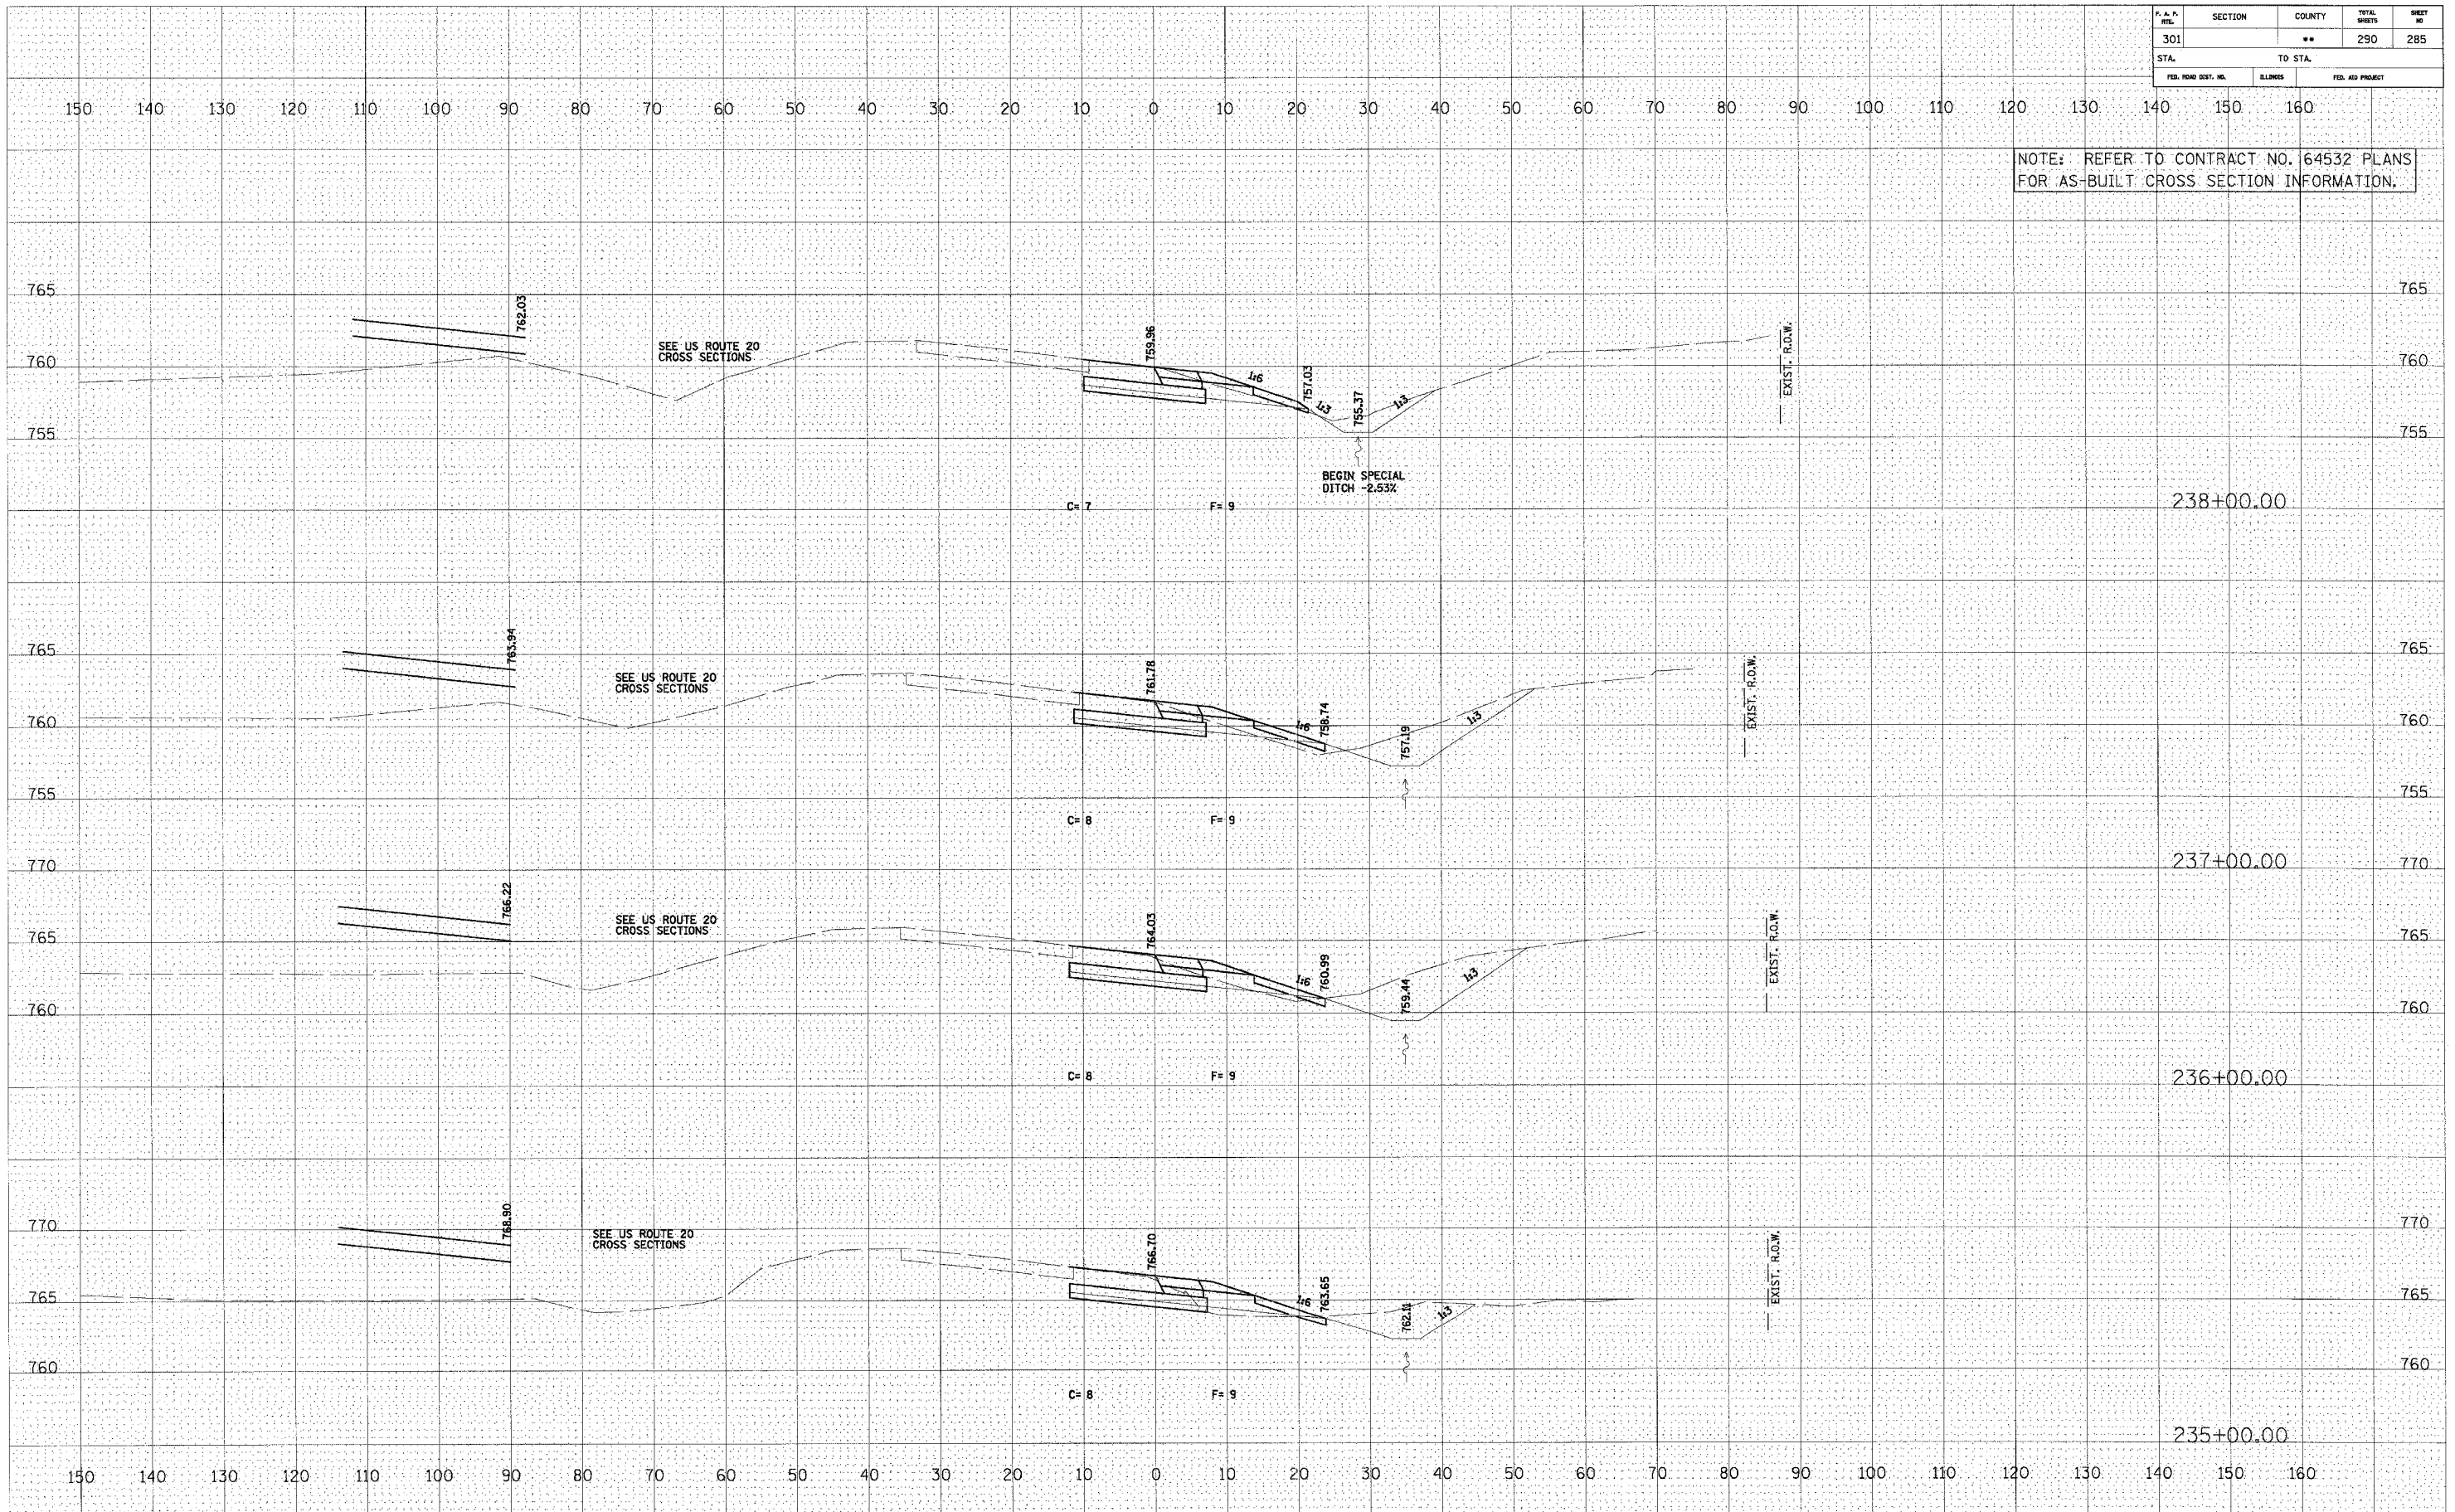 F. A. P. RTE. SECTION COUNTY TOTAL SHEETS SHEET NO
301 ** 290 285
STA. TO STA.
FED. ROAD DIST. NO. ILLINOIS FED. AID PROJECT
150 140 130 120 110 100 90 80 70 60 50 40 30 20 10 0 10 20 30 40 50 60 70 80 90 100 110 120 130 140 150 160
NOTE: REFER TO CONTRACT NO. 64532 PLANS
FOR AS-BUILT CROSS SECTION INFORMATION.
765 765
762.03
SEE US ROUTE 20
CROSS SECTIONS
759.96
1:6
757.03
1:3
755.37
1:3
EXIST. R.O.W.
760 760
755 755
BEGIN SPECIAL
DITCH -2.53%
C= 7 F= 9
238+00.00
765 765
763.94
SEE US ROUTE 20
CROSS SECTIONS
761.78
1:6
758.74
757.19
1:3
EXIST. R.O.W.
760 760
755 755
C= 8 F= 9
237+00.00
770 770
766.22
SEE US ROUTE 20
CROSS SECTIONS
764.03
1:6
760.99
759.44
1:3
EXIST. R.O.W.
765 765
760 760
C= 8 F= 9
236+00.00
770 770
768.90
SEE US ROUTE 20
CROSS SECTIONS
766.70
1:6
763.65
762.11
1:3
EXIST. R.O.W.
765 765
760 760
C= 8 F= 9
235+00.00
150 140 130 120 110 100 90 80 70 60 50 40 30 20 10 0 10 20 30 40 50 60 70 80 90 100 110 120 130 140 150 160